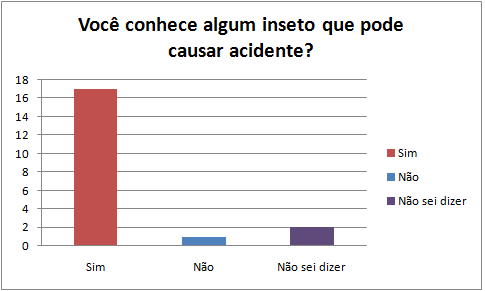 Você conhece algum inseto que pode
causar acidente?
18
16
14
12
10
8
6
4
2
0
Sim
Não
Não sei dizer
Sim
Não
Não sei dizer